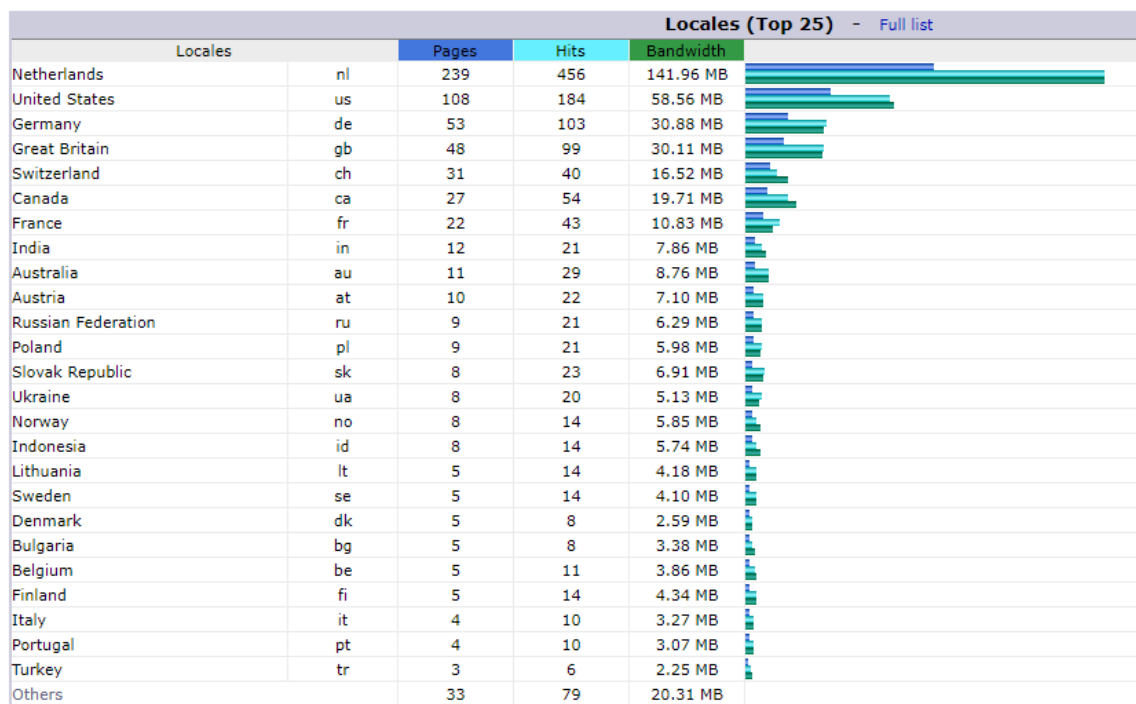 Locales (Top 25) - Full list
Locales Pages Hits Bandwidth
Netherlands nl 239 456 141.96 MB
United States us 108 184 58.56 MB
Germany de 53 103 30.88 MB
Great Britain gb 48 99 30.11 MB
Switzerland ch 31 40 16.52 MB
Canada ca 27 54 19.71 MB
France fr 22 43 10.83 MB
India in 12 21 7.86 MB
Australia au 11 29 8.76 MB
Austria at 10 22 7.10 MB
Russian Federation ru 9 21 6.29 MB
Poland pl 9 21 5.98 MB
Slovak Republic sk 8 23 6.91 MB
Ukraine ua 8 20 5.13 MB
Norway no 8 14 5.85 MB
Indonesia id 8 14 5.74 MB
Lithuania lt 5 14 4.18 MB
Sweden se 5 14 4.10 MB
Denmark dk 5 8 2.59 MB
Bulgaria bg 5 8 3.38 MB
Belgium be 5 11 3.86 MB
Finland fi 5 14 4.34 MB
Italy it 4 10 3.27 MB
Portugal pt 4 10 3.07 MB
Turkey tr 3 6 2.25 MB
Others 33 79 20.31 MB